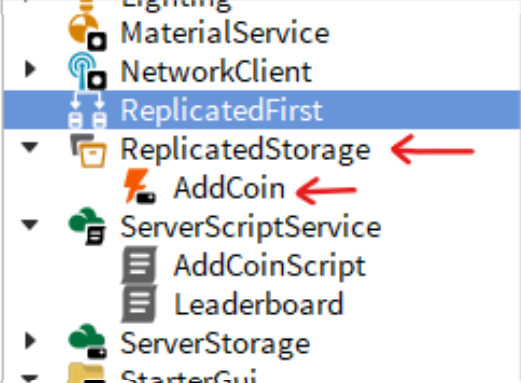 Lighting
MaterialService
NetworkClient
ReplicatedFirst
ReplicatedStorage
AddCoin
ServerScriptService
AddCoinScript
Leaderboard
ServerStorage
StarterGui